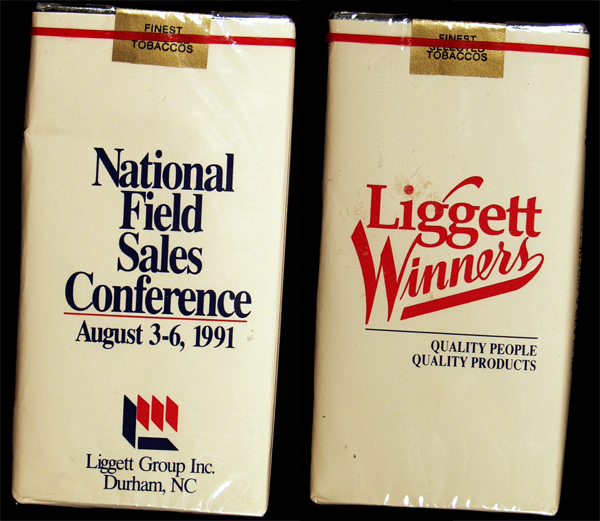 FINEST
TOBACCOS
National
Field
Sales
Conference
August 3-6, 1991
Liggett Group Inc.
Durham, NC
FINEST
SELECTED
TOBACCOS
Liggett
Winners
QUALITY PEOPLE
QUALITY PRODUCTS